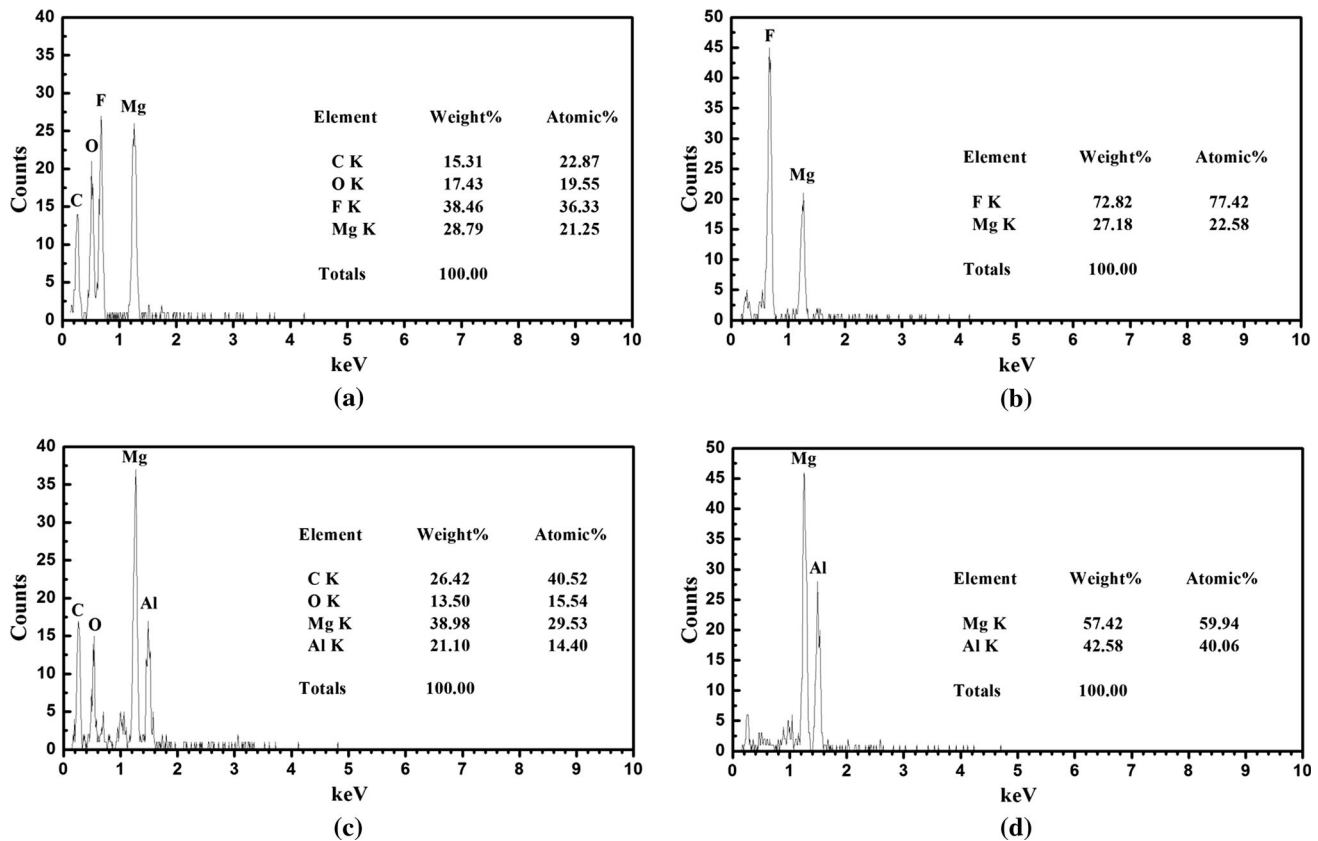 40
35
30
25
20
15
10
5
0
Counts
C
O
F
Mg
Element Weight% Atomic%
C K 15.31 22.87
O K 17.43 19.55
F K 38.46 36.33
Mg K 28.79 21.25
Totals 100.00
0 1 2 3 4 5 6 7 8 9 10
keV
(a)
50
45
40
35
30
25
20
15
10
5
0
Counts
F
Mg
Element Weight% Atomic%
F K 72.82 77.42
Mg K 27.18 22.58
Totals 100.00
0 1 2 3 4 5 6 7 8 9 10
keV
(b)
40
35
30
25
20
15
10
5
0
Counts
C
O
Mg
Al
Element Weight% Atomic%
C K 26.42 40.52
O K 13.50 15.54
Mg K 38.98 29.53
Al K 21.10 14.40
Totals 100.00
0 1 2 3 4 5 6 7 8 9 10
keV
(c)
50
45
40
35
30
25
20
15
10
5
0
Counts
Mg
Al
Element Weight% Atomic%
Mg K 57.42 59.94
Al K 42.58 40.06
Totals 100.00
0 1 2 3 4 5 6 7 8 9 10
keV
(d)